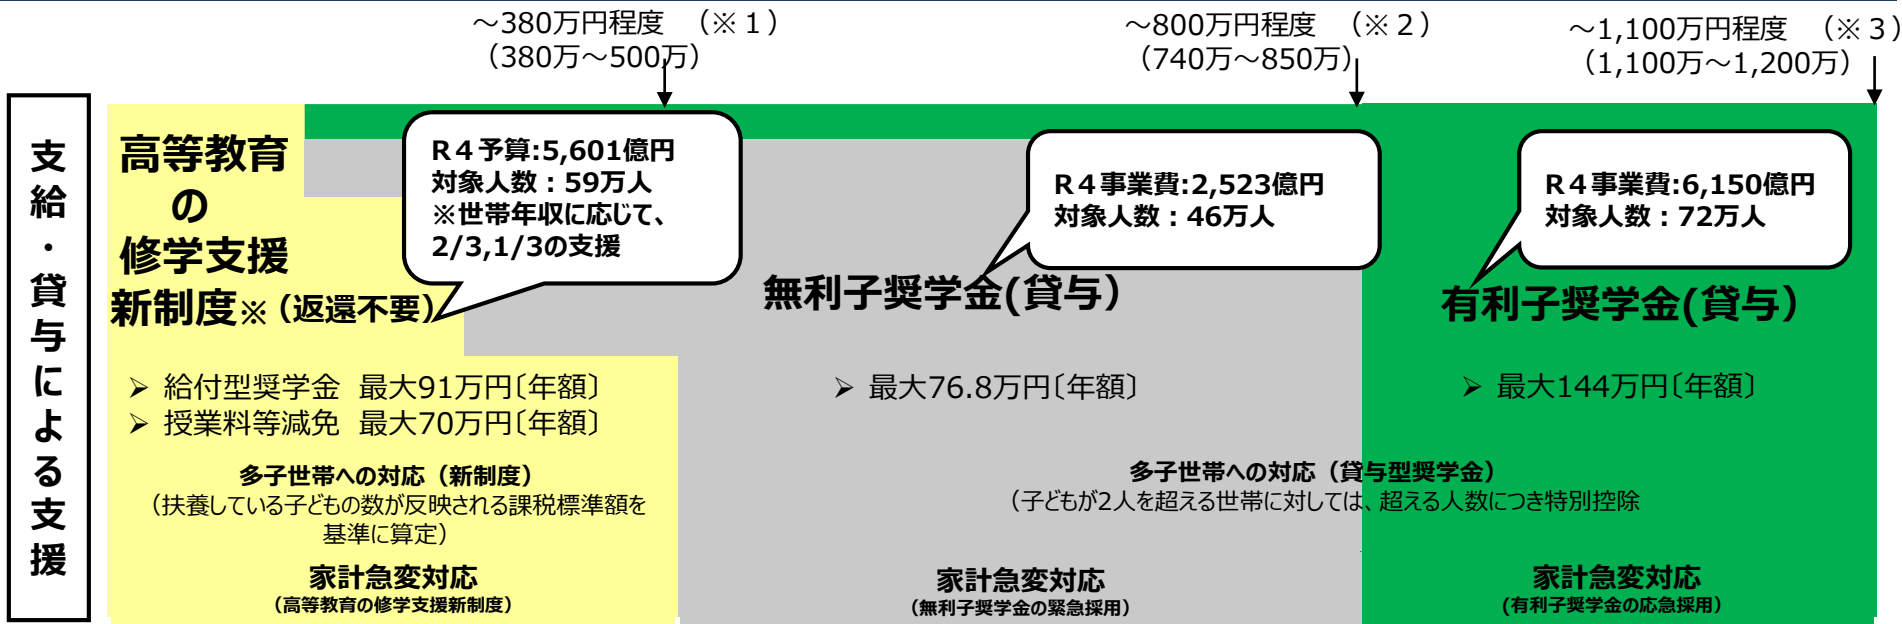 ～380万円程度　（※１）
（380万～500万）
～800万円程度　（※２）
（740万～850万）
～1,100万円程度　（※３）
（1,100万～1,200万）
支給・貸与による支援
高等教育
の
修学支援
新制度※（返還不要）
R４予算:5,601億円
対象人数：59万人
※世帯年収に応じて、
2/3,1/3の支援
➢ 給付型奨学金　最大91万円〔年額〕
➢ 授業料等減免　最大70万円〔年額〕
多子世帯への対応（新制度）
（扶養している子どもの数が反映される課税標準額を
基準に算定）
家計急変対応
（高等教育の修学支援新制度）
R４事業費:2,523億円
対象人数：46万人
無利子奨学金(貸与）
➢ 最大76.8万円〔年額〕
多子世帯への対応（貸与型奨学金）
（子どもが2人を超える世帯に対しては、超える人数につき特別控除
家計急変対応
（無利子奨学金の緊急採用）
R４事業費:6,150億円
対象人数：72万人
有利子奨学金(貸与）
➢ 最大144万円〔年額〕
家計急変対応
(有利子奨学金の応急採用）